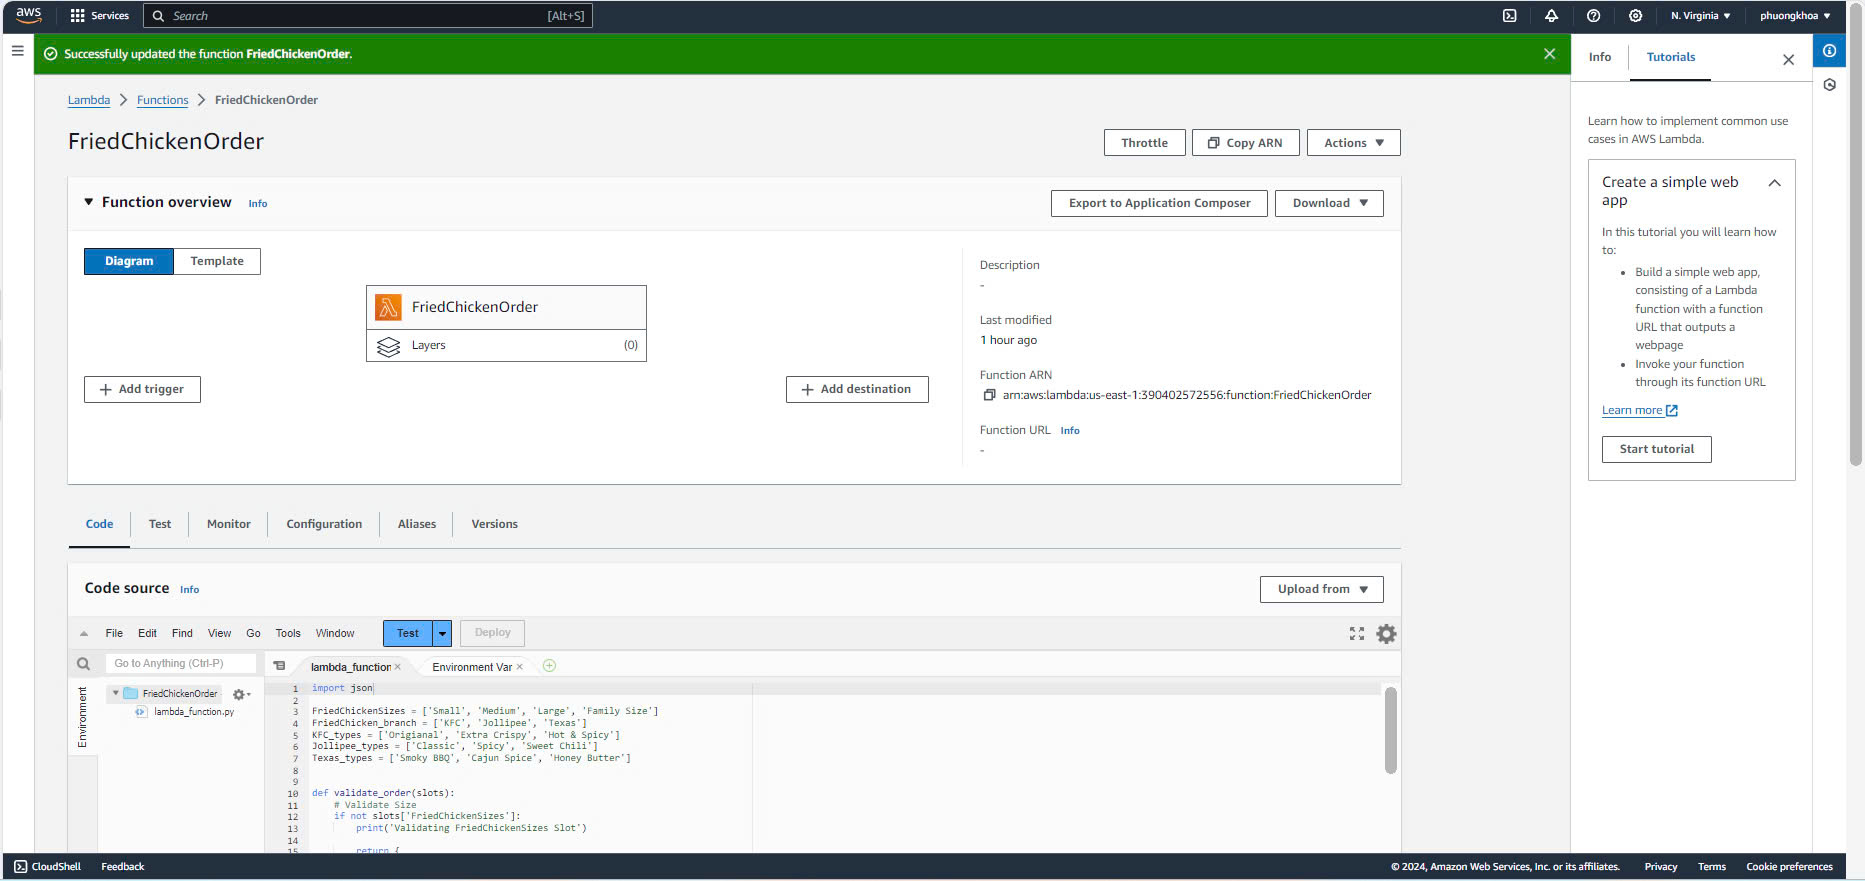 aws
Services
Search
[Alt+S]
N. Virginia
phuongkhoa
Successfully updated the function FriedChickenOrder.
Info
Tutorials
Lambda
Functions
FriedChickenOrder
FriedChickenOrder
Throttle
Copy ARN
Actions
Function overview
Info
Export to Application Composer
Download
Diagram
Template
FriedChickenOrder
Layers
(0)
+ Add trigger
+ Add destination
Description
-
Last modified
1 hour ago
Function ARN
arn:aws:lambda:us-east-1:390402572556:function:FriedChickenOrder
Function URL Info
-
Learn how to implement common use
cases in AWS Lambda.
Create a simple web
app
In this tutorial you will learn how
to:
• Build a simple web app,
consisting of a Lambda
function with a function
URL that outputs a
webpage
• Invoke your function
through its function URL
Learn more
Start tutorial
Code
Test
Monitor
Configuration
Aliases
Versions
Code source
Info
Upload from
File
Edit
Find
View
Go
Tools
Window
Test
Deploy
Go to Anything (Ctrl-P)
Environment
FriedChickenOrder
lambda_function.py
lambda_function
Environment Var
1 import json
2
3 FriedChickenSizes = ['Small', 'Medium', 'Large', 'Family Size']
4 FriedChicken_branch = ['KFC', 'Jollipee', 'Texas']
5 KFC_types = ['Origianal', 'Extra Crispy', 'Hot & Spicy']
6 Jollipee_types = ['Classic', 'Spicy', 'Sweet Chili']
7 Texas_types = ['Smoky BBQ', 'Cajun Spice', 'Honey Butter']
8
9
10 def validate_order(slots):
11 # Validate Size
12 if not slots['FriedChickenSizes']:
13 print('Validating FriedChickenSizes Slot')
14
15 return {
CloudShell
Feedback
© 2024, Amazon Web Services, Inc. or its affiliates.
Privacy
Terms
Cookie preferences